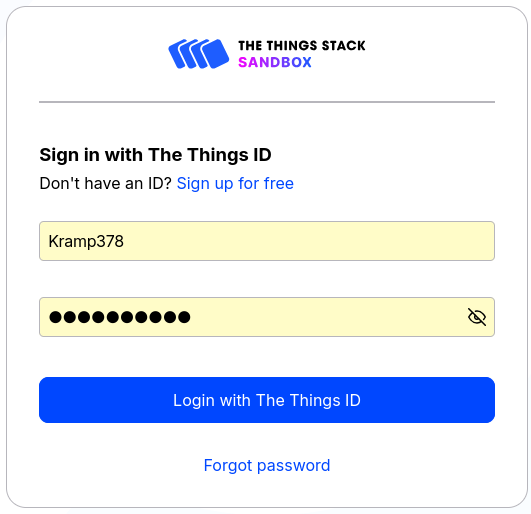 THE THINGS STACK
SANDBOX
Sign in with The Things ID
Don't have an ID? Sign up for free
Kramp378
●●●●●●●●●●
Login with The Things ID
Forgot password